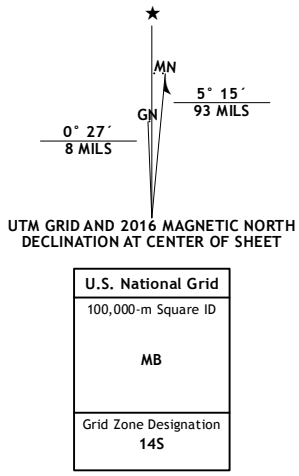 MN
GN
5° 15´
93 MILS
0° 27´
8 MILS
UTM GRID AND 2016 MAGNETIC NORTH
DECLINATION AT CENTER OF SHEET
U.S. National Grid
100,000-m Square ID
MB
Grid Zone Designation
14S